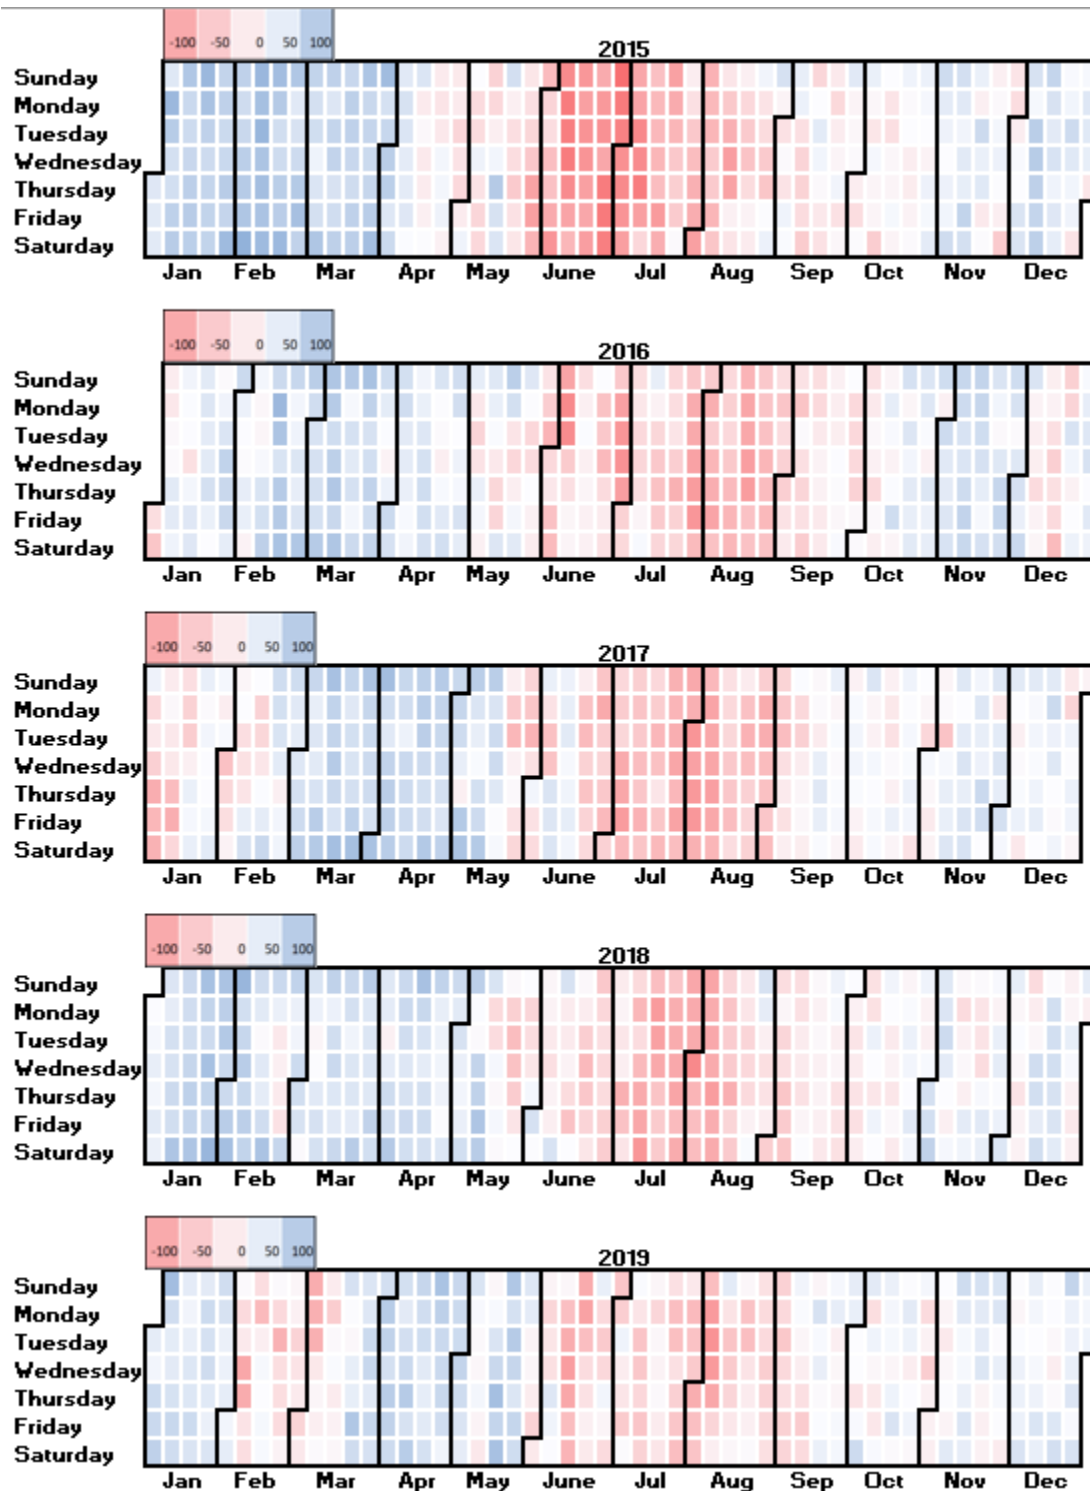 -100 -50 0 50 100
2015
Sunday
Monday
Tuesday
Wednesday
Thursday
Friday
Saturday
Jan Feb Mar Apr May June Jul Aug Sep Oct Nov Dec
-100 -50 0 50 100
2016
Sunday
Monday
Tuesday
Wednesday
Thursday
Friday
Saturday
Jan Feb Mar Apr May June Jul Aug Sep Oct Nov Dec
-100 -50 0 50 100
2017
Sunday
Monday
Tuesday
Wednesday
Thursday
Friday
Saturday
Jan Feb Mar Apr May June Jul Aug Sep Oct Nov Dec
-100 -50 0 50 100
2018
Sunday
Monday
Tuesday
Wednesday
Thursday
Friday
Saturday
Jan Feb Mar Apr May June Jul Aug Sep Oct Nov Dec
-100 -50 0 50 100
2019
Sunday
Monday
Tuesday
Wednesday
Thursday
Friday
Saturday
Jan Feb Mar Apr May June Jul Aug Sep Oct Nov Dec